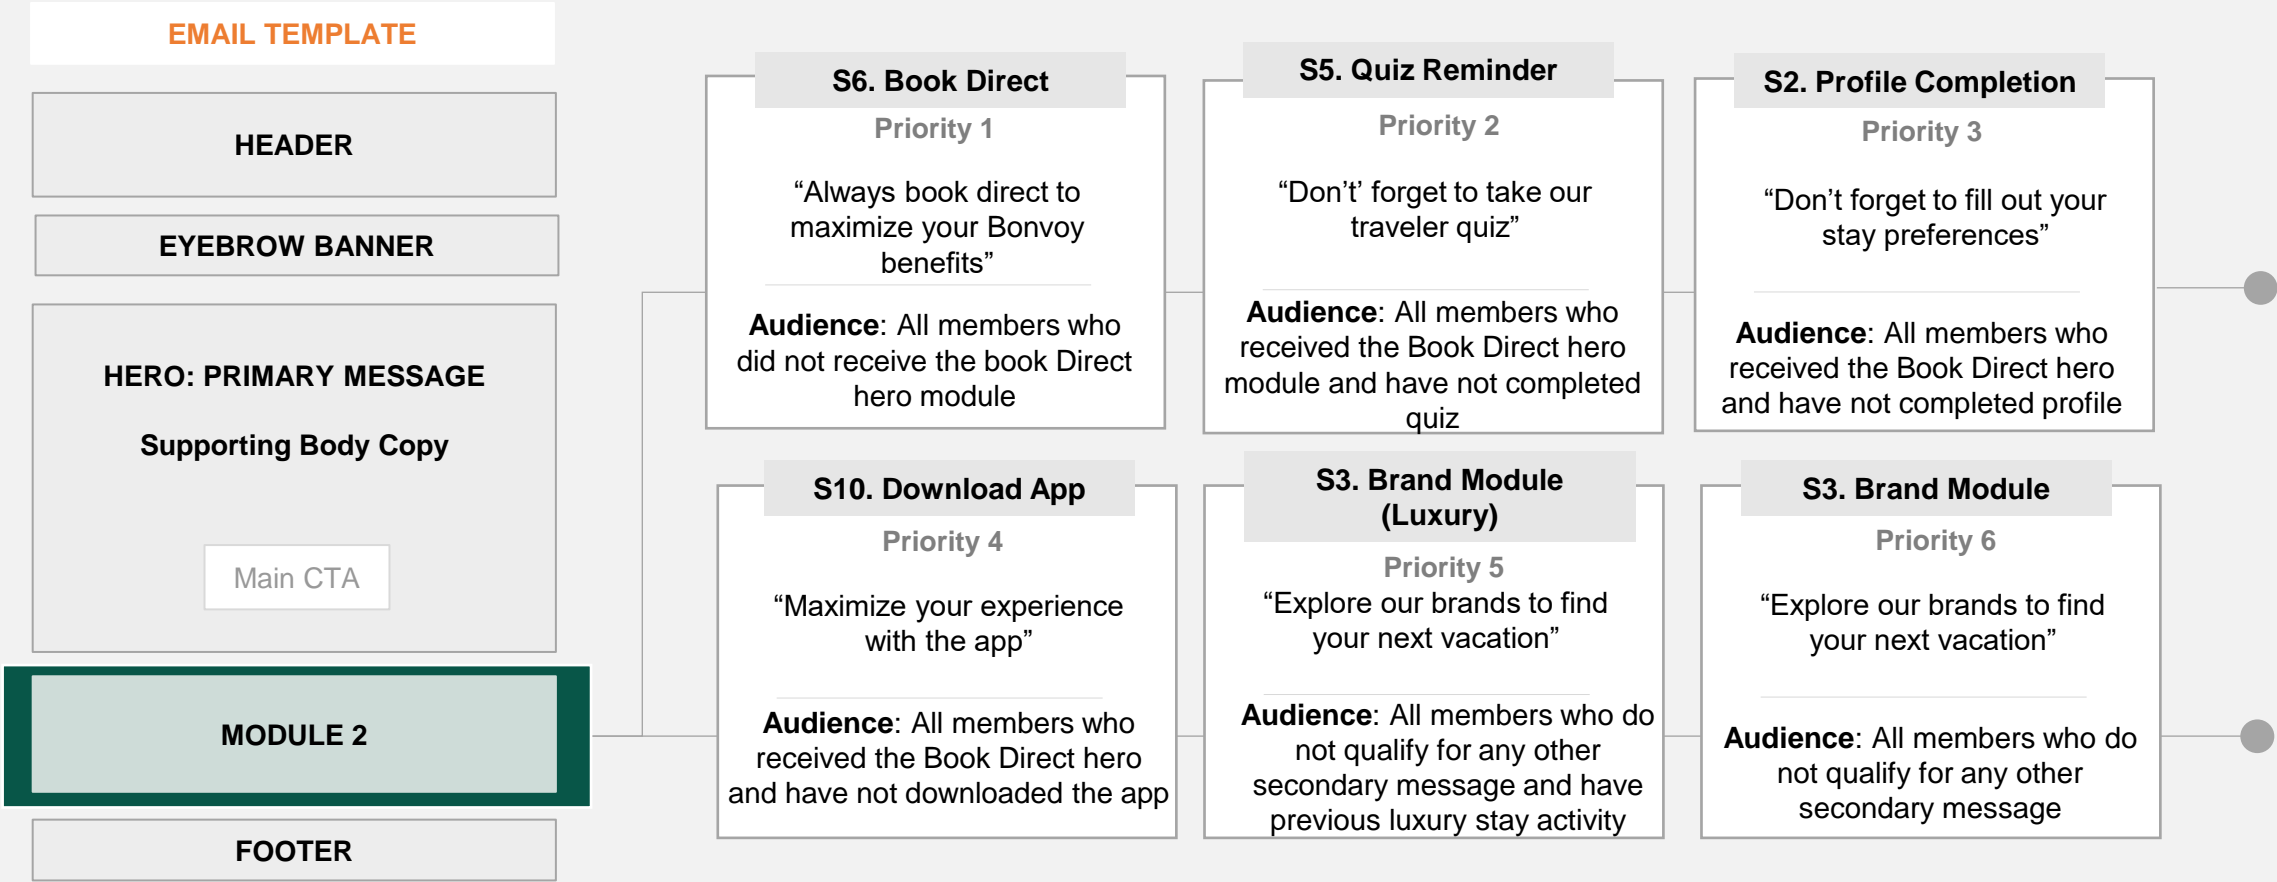 EMAIL TEMPLATE
HEADER
EYEBROW BANNER
HERO: PRIMARY MESSAGE
Supporting Body Copy
Main CTA
MODULE 2
FOOTER
S6. Book Direct
Priority 1
“Always book direct to
maximize your Bonvoy
benefits”
Audience: All members who
did not receive the book Direct
hero module
S5. Quiz Reminder
Priority 2
“Don’t’ forget to take our
traveler quiz”
Audience: All members who
received the Book Direct hero
module and have not completed
quiz
S2. Profile Completion
Priority 3
“Don’t forget to fill out your
stay preferences”
Audience: All members who
received the Book Direct hero
and have not completed profile
S10. Download App
Priority 4
“Maximize your experience
with the app”
Audience: All members who
received the Book Direct hero
and have not downloaded the app
S3. Brand Module
(Luxury)
Priority 5
“Explore our brands to find
your next vacation”
Audience: All members who do
not qualify for any other
secondary message and have
previous luxury stay activity
S3. Brand Module
Priority 6
“Explore our brands to find
your next vacation”
Audience: All members who do
not qualify for any other
secondary message